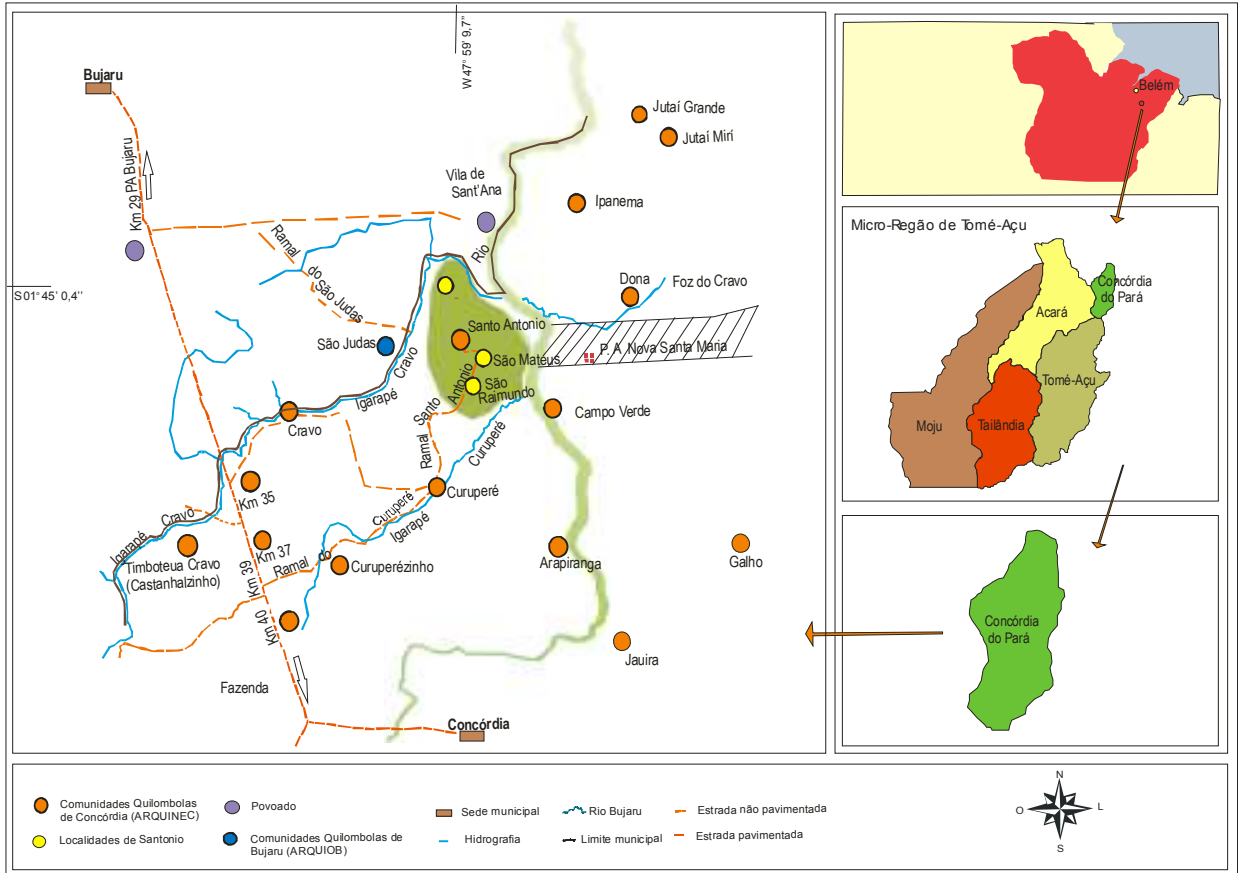 Bujaru
W 47° 59' 9,7"
Jutaí Grande
Jutaí Mirí
Km 29 PA Bujaru
Vila de
Sant'Ana
Ipanema
Rio
Ramal do São Judas
Dona
Foz do Cravo
S 01° 45' 0,4''
Santo Antonio
São Judas
P. A Nova Santa Maria
São Matéus
São
Raimundo
Igarapé Cravo
Ramal Santo Antonio
Campo Verde
Cravo
Curuperé
Km 35
Curuperé
Igarapé Cravo
Igarapé
Ramal do Curuperé
Km 37
Timboteua Cravo
(Castanhalzinho)
Km 39
Curuperézinho
Arapiranga
Galho
Km 40
Jauira
Fazenda
Concórdia
Belém
Micro-Região de Tomé-Açu
Concórdia
do Pará
Acará
Tomé-Açu
Moju
Tailândia
Concórdia
do Pará
Comunidades Quilombolas
de Concórdia (ARQUINEC)
Localidades de Santonio
Povoado
Comunidades Quilombolas de
Bujaru (ARQUIOB)
Sede municipal
Hidrografia
Rio Bujaru
Limite municipal
Estrada não pavimentada
Estrada pavimentada
N
O
L
S